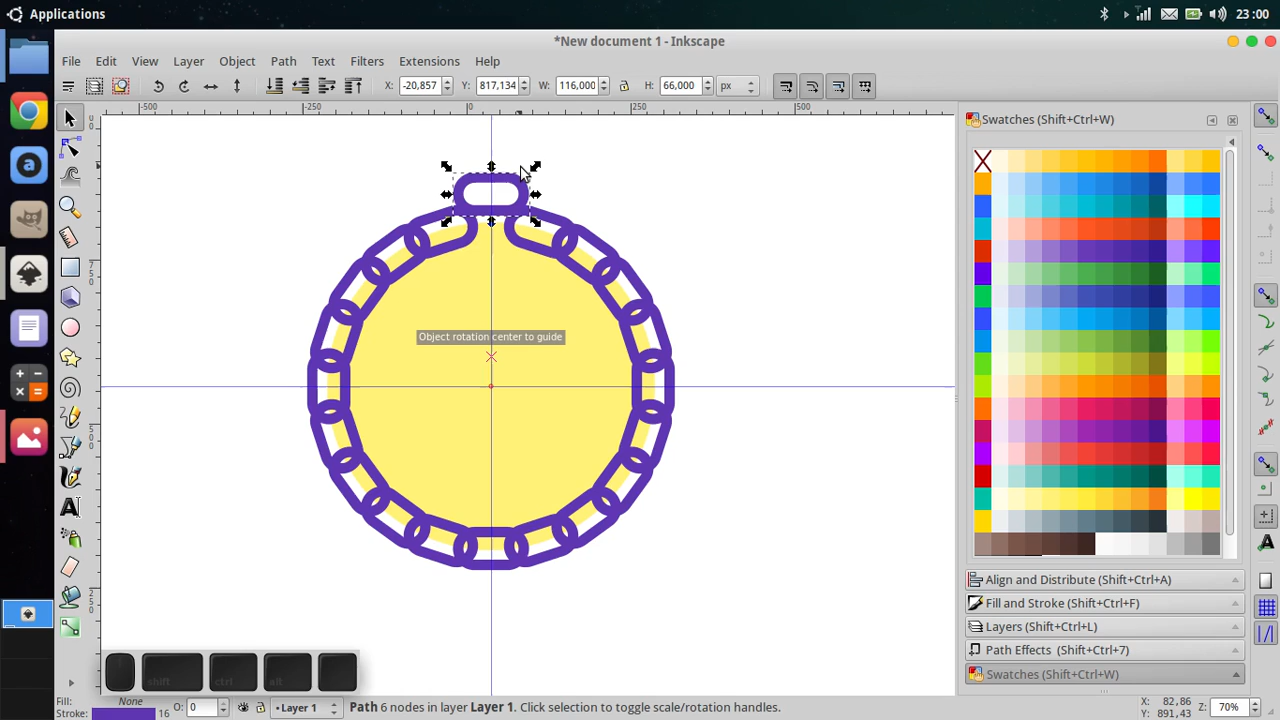 Applications
23:00
*New document 1 - Inkscape
File Edit View Layer Object Path Text Filters Extensions Help
X: -20,857 Y: 817,134 W: 116,000 H: 66,000 px
-500 -250 0 250 500
Swatches (Shift+Ctrl+W)
Object rotation center to guide
Align and Distribute (Shift+Ctrl+A)
Fill and Stroke (Shift+Ctrl+F)
Layers (Shift+Ctrl+L)
Path Effects (Shift+Ctrl+7)
Swatches (Shift+Ctrl+W)
shift ctrl alt
Fill: None
Stroke: 16
O: 0
Layer 1
Path 6 nodes in layer Layer 1. Click selection to toggle scale/rotation handles.
X: 82,86
Y: 891,43
Z: 70%